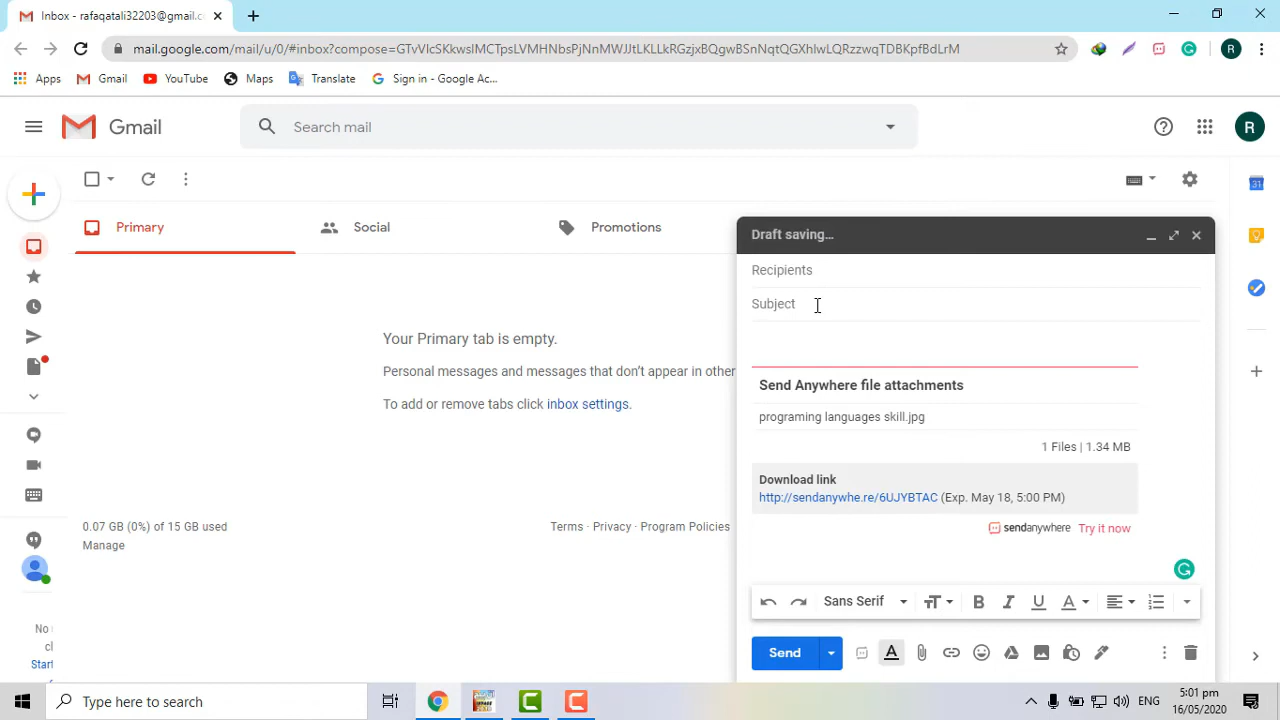 Inbox - rafaqatali32203@gmail.c
mail.google.com/mail/u/0/#inbox?compose=GTvVlcSKkwslMCTpsLVMHNbsPjNnMWJJtLKLLkRGzjxBQgwBSnNqtQGXhlwLQRzzwqTDBKpfBdLrM
R
Apps
Gmail
YouTube
Maps
Translate
Sign in - Google Ac...
Gmail
Search mail
R
Primary
Social
Promotions
31
Draft saving...
Recipients
Subject
Your Primary tab is empty.
Personal messages and messages that don't appear in other
To add or remove tabs click inbox settings.
Send Anywhere file attachments
programing languages skill.jpg
1 Files | 1.34 MB
Download link
http://sendanywhe.re/6UJYBTAC (Exp. May 18, 5:00 PM)
sendanywhere Try it now
0.07 GB (0%) of 15 GB used
Manage
Terms · Privacy · Program Policies
Sans Serif
B I U A
Send
No
Start
Type here to search
ENG
5:01 pm
16/05/2020